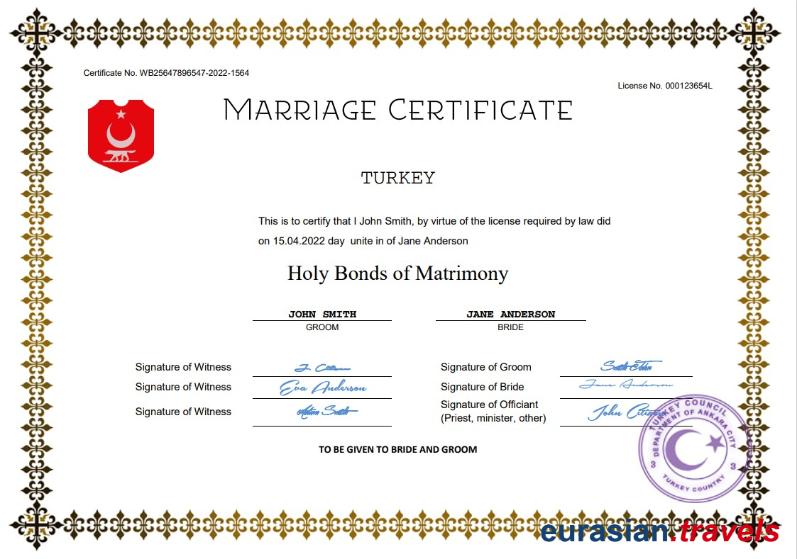 Certificate No. WB25647896547-2022-1564
License No. 000123654L
MARRIAGE CERTIFICATE
TURKEY
This is to certify that I John Smith, by virtue of the license required by law did
on 15.04.2022 day unite in of Jane Anderson
Holy Bonds of Matrimony
JOHN SMITH
GROOM
JANE ANDERSON
BRIDE
Signature of Witness
Signature of Groom
Signature of Witness Eva Anderson
Signature of Bride Jane Anderson
Signature of Witness
Signature of Officiant John
(Priest, minister, other)
TO BE GIVEN TO BRIDE AND GROOM
TURKEY COUNCIL
DEPARTMENT OF ANKARA CITY
3 3
TURKEY COUNTRY
eurasian.travels